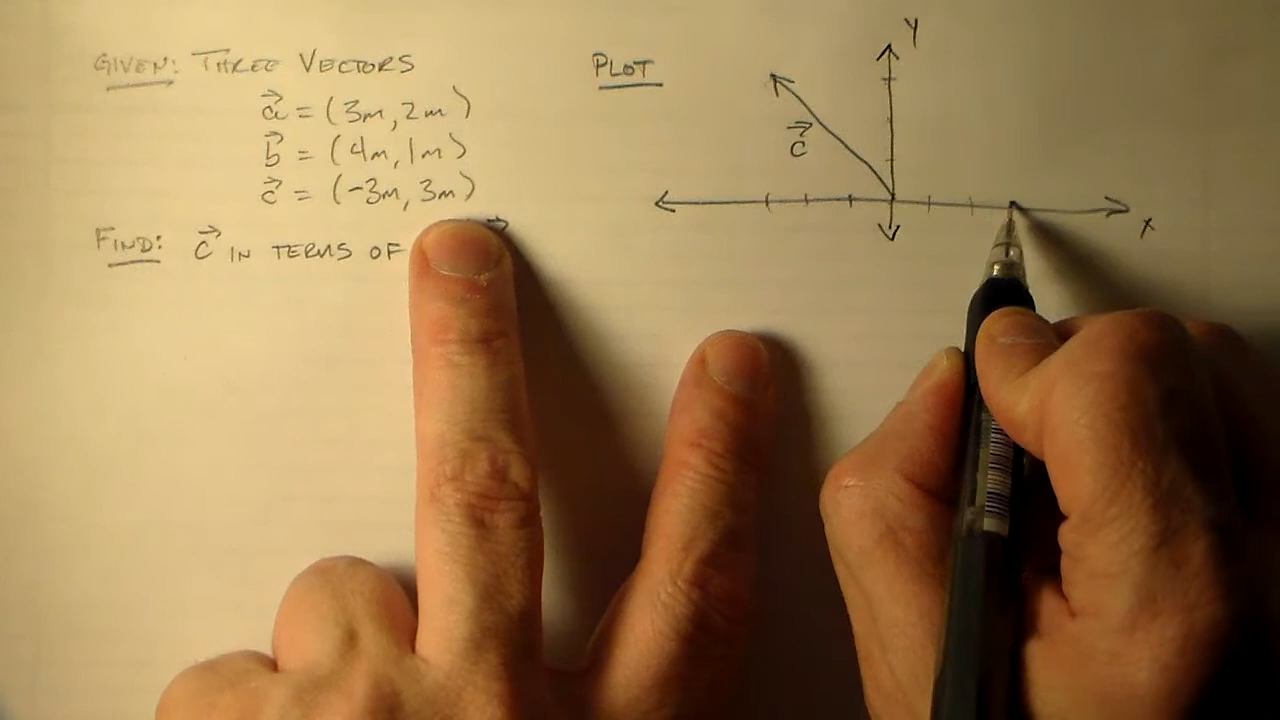 GIVEN: THREE VECTORS
a⃗ = (3m, 2m)
b⃗ = (4m, 1m)
c⃗ = (-3m, 3m)
FIND: c⃗ IN TERMS OF
PLOT
Y
c⃗
X